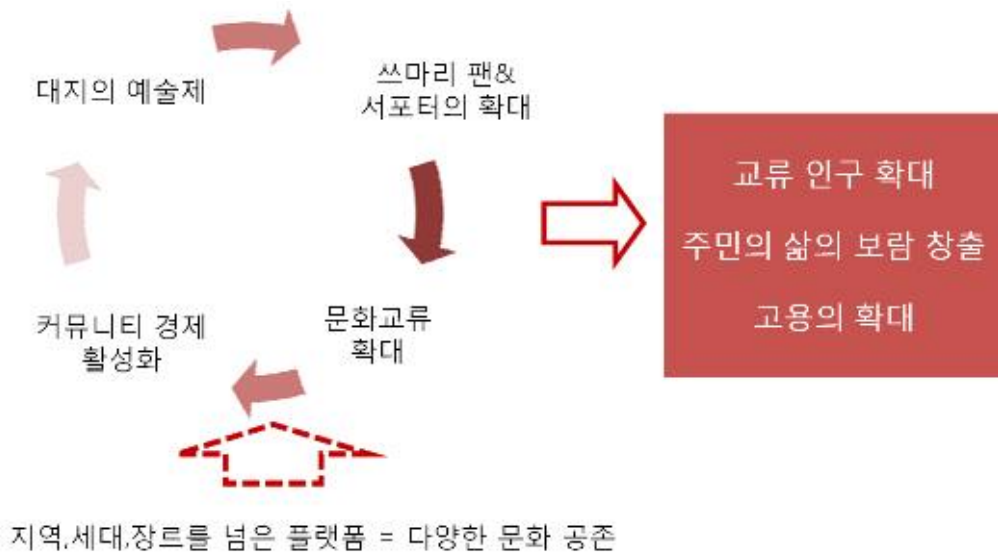 대지의 예술제
쓰마리 팬&
서포터의 확대
교류 인구 확대
주민의 삶의 보람 창출
고용의 확대
문화교류
확대
커뮤니티 경제
활성화
지역,세대,장르를 넘은 플랫폼 = 다양한 문화 공존